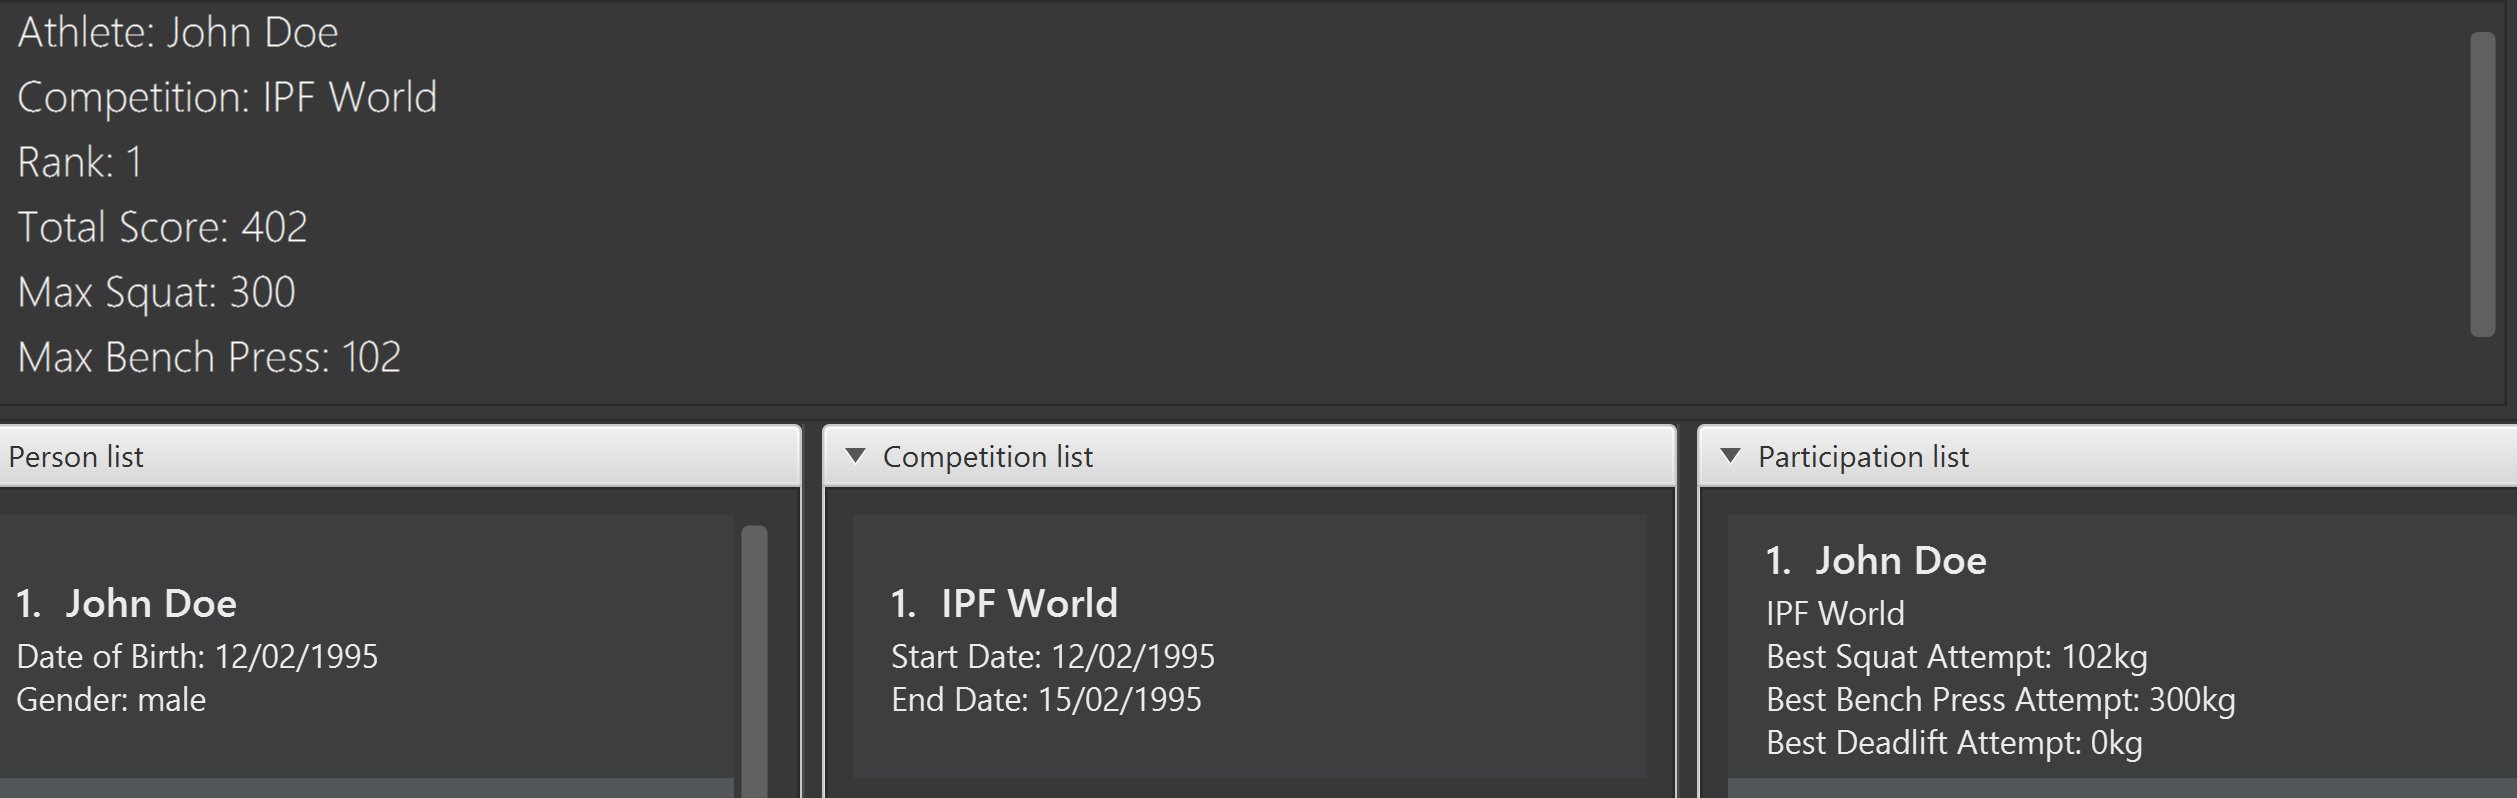 Athlete: John Doe
Competition: IPF World
Rank: 1
Total Score: 402
Max Squat: 300
Max Bench Press: 102
Person list
1. John Doe
Date of Birth: 12/02/1995
Gender: male
Competition list
1. IPF World
Start Date: 12/02/1995
End Date: 15/02/1995
Participation list
1. John Doe
IPF World
Best Squat Attempt: 102kg
Best Bench Press Attempt: 300kg
Best Deadlift Attempt: 0kg